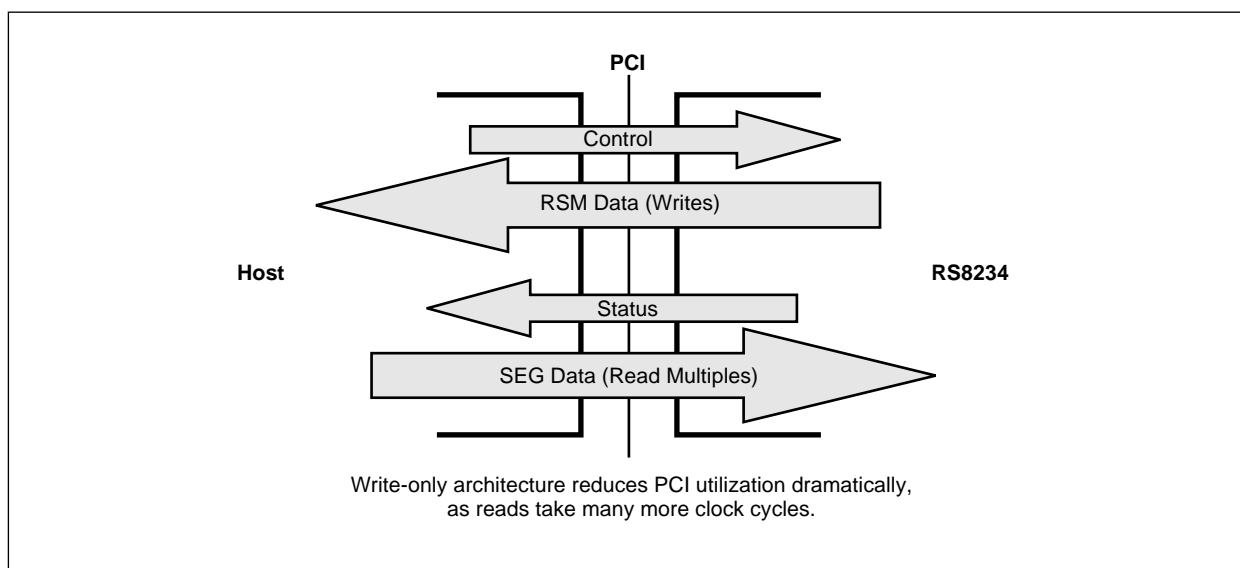 PCI
Control
RSM Data (Writes)
Host
RS8234
Status
SEG Data (Read Multiples)
Write-only architecture reduces PCI utilization dramatically,
as reads take many more clock cycles.